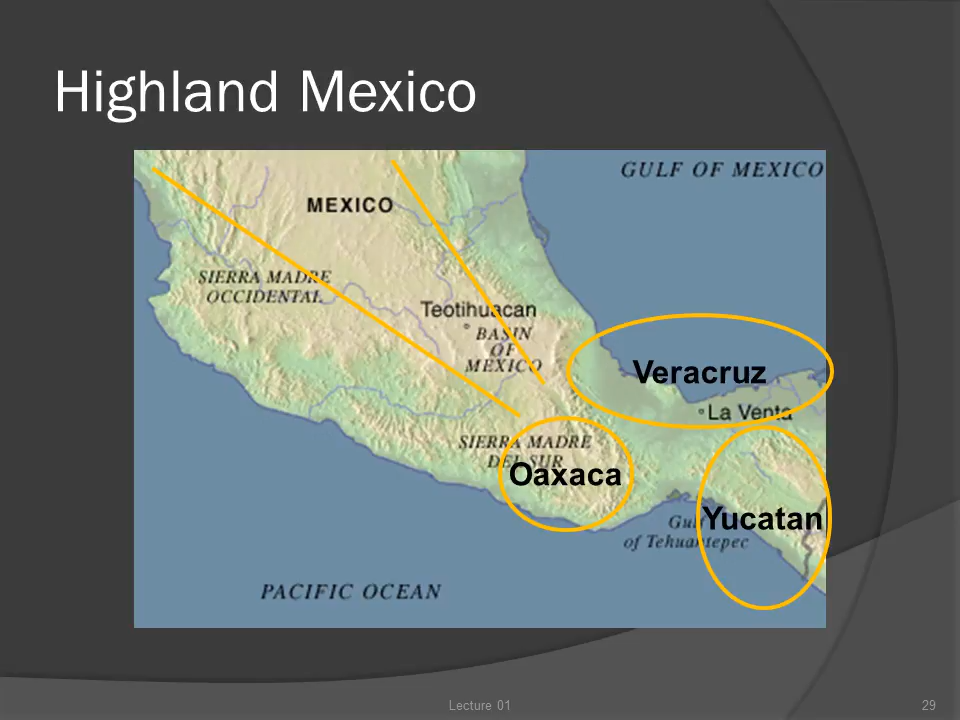 Highland Mexico
GULF OF MEXICO
MEXICO
SIERRA MADRE
OCCIDENTAL
Teotihuacan
BASIN
OF
MEXICO
Veracruz
La Venta
SIERRA MADRE
DEL SUR
Oaxaca
Yucatan
Gulf
of Tehuantepec
PACIFIC OCEAN
Lecture 01
29